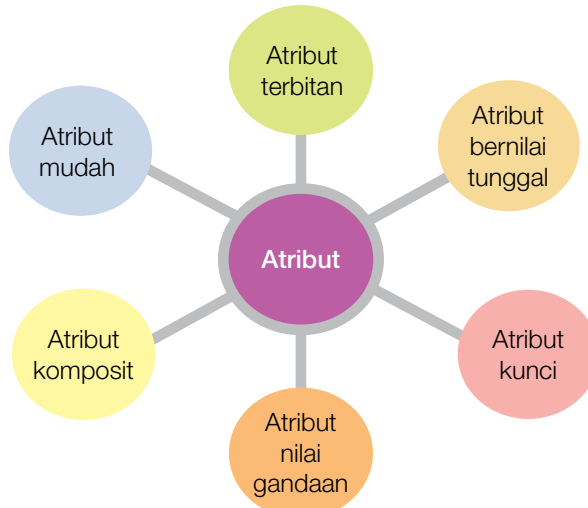 Atribut
terbitan
Atribut
bernilai
tunggal
Atribut
mudah
Atribut
Atribut
komposit
Atribut
kunci
Atribut
nilai
gandaan